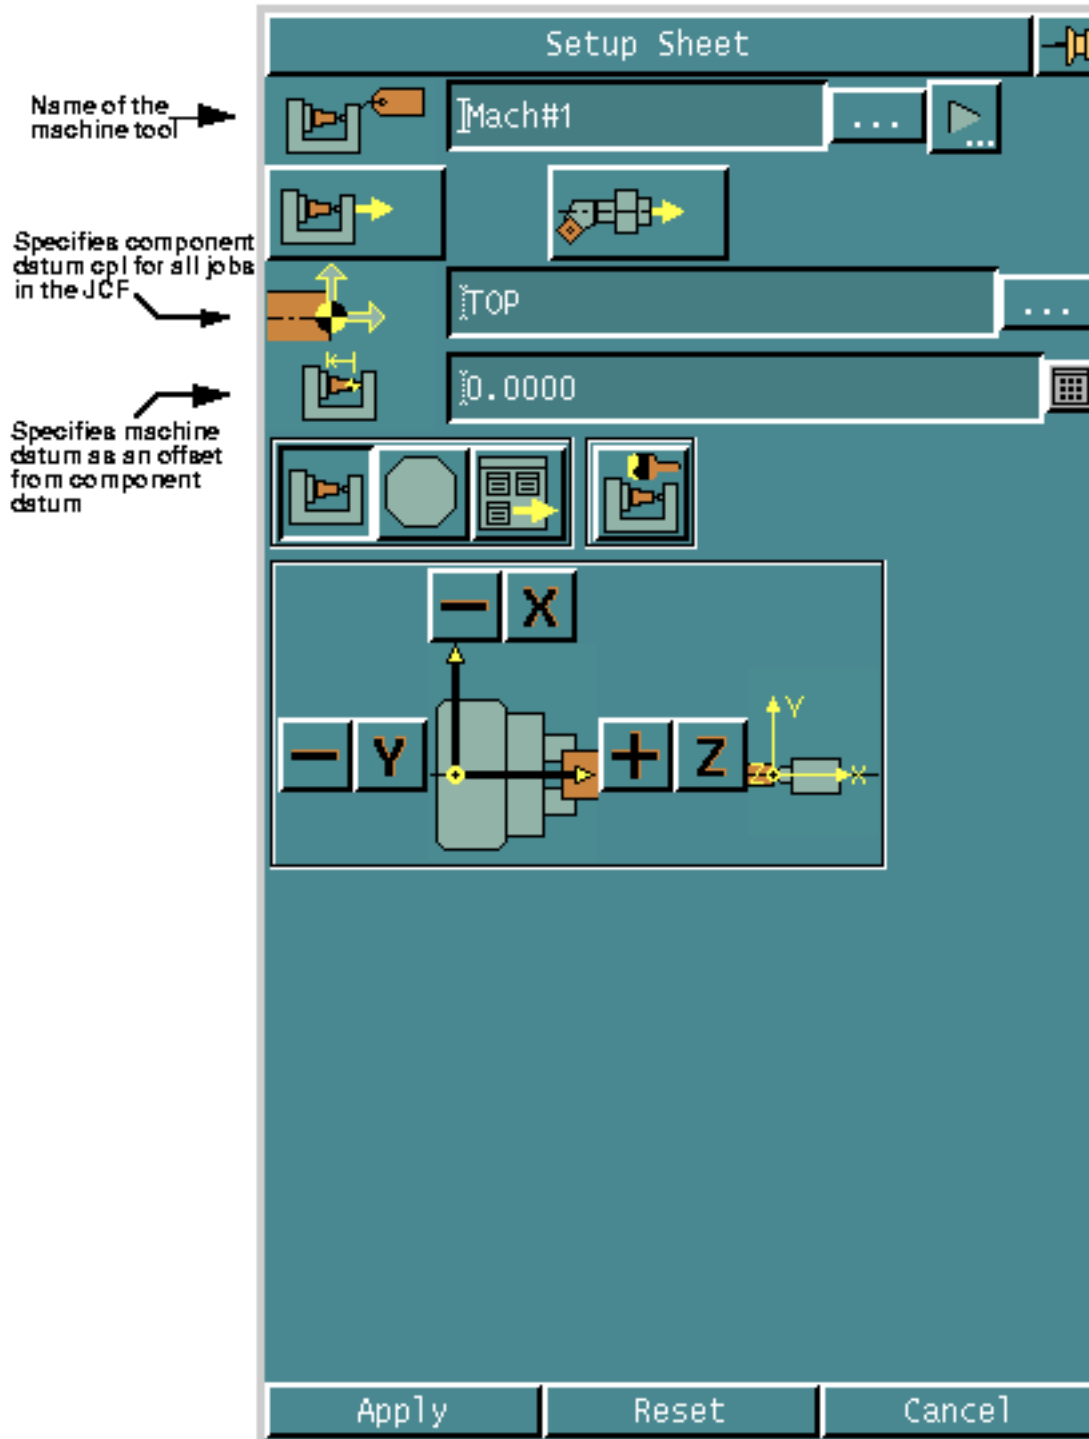 Setup Sheet
Name of the
machine tool
Mach#1
...
...
Specifies component
datum cpl for all jobs
in the JCF
TOP
...
0.0000
Specifies machine
datum as an offset
from component
datum
— X
— Y
+ Z
Y
Z
X
Apply
Reset
Cancel